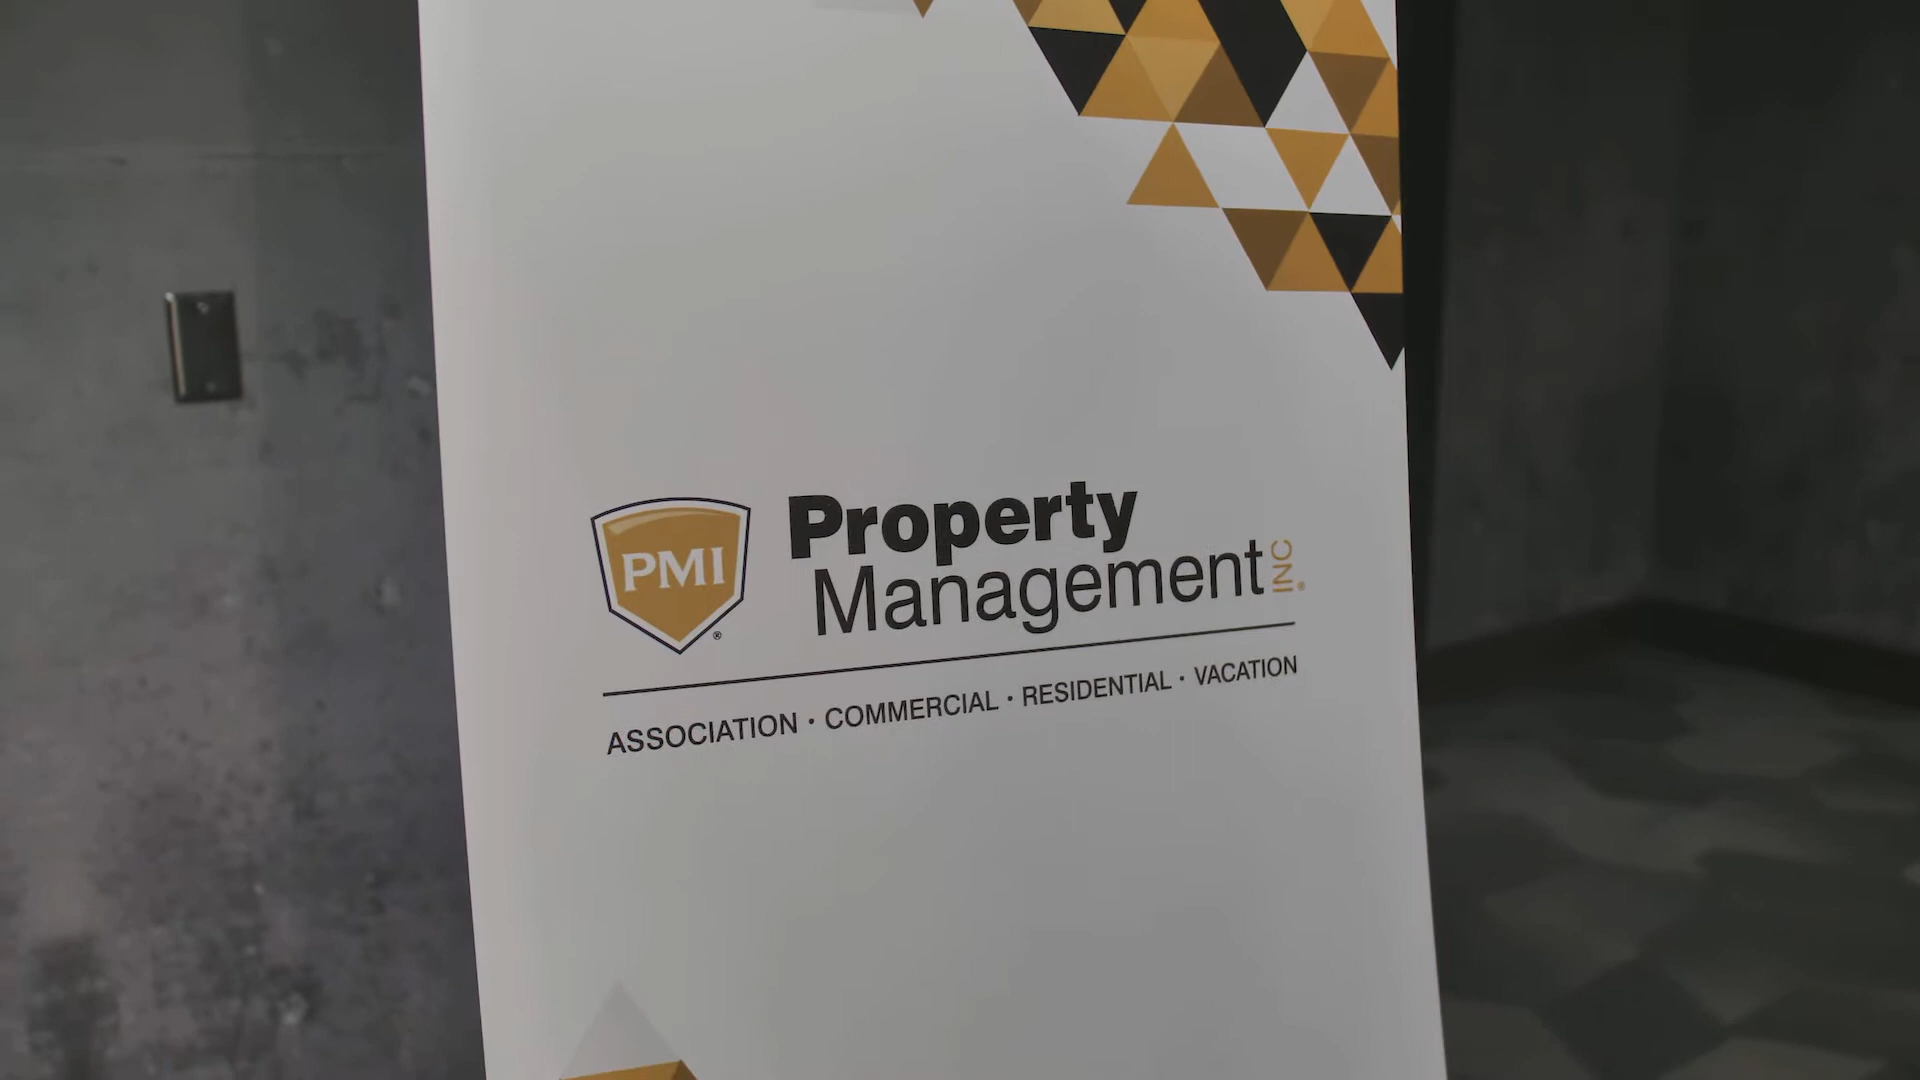 PMI
®
Property
Management INC
®
ASSOCIATION · COMMERCIAL · RESIDENTIAL · VACATION